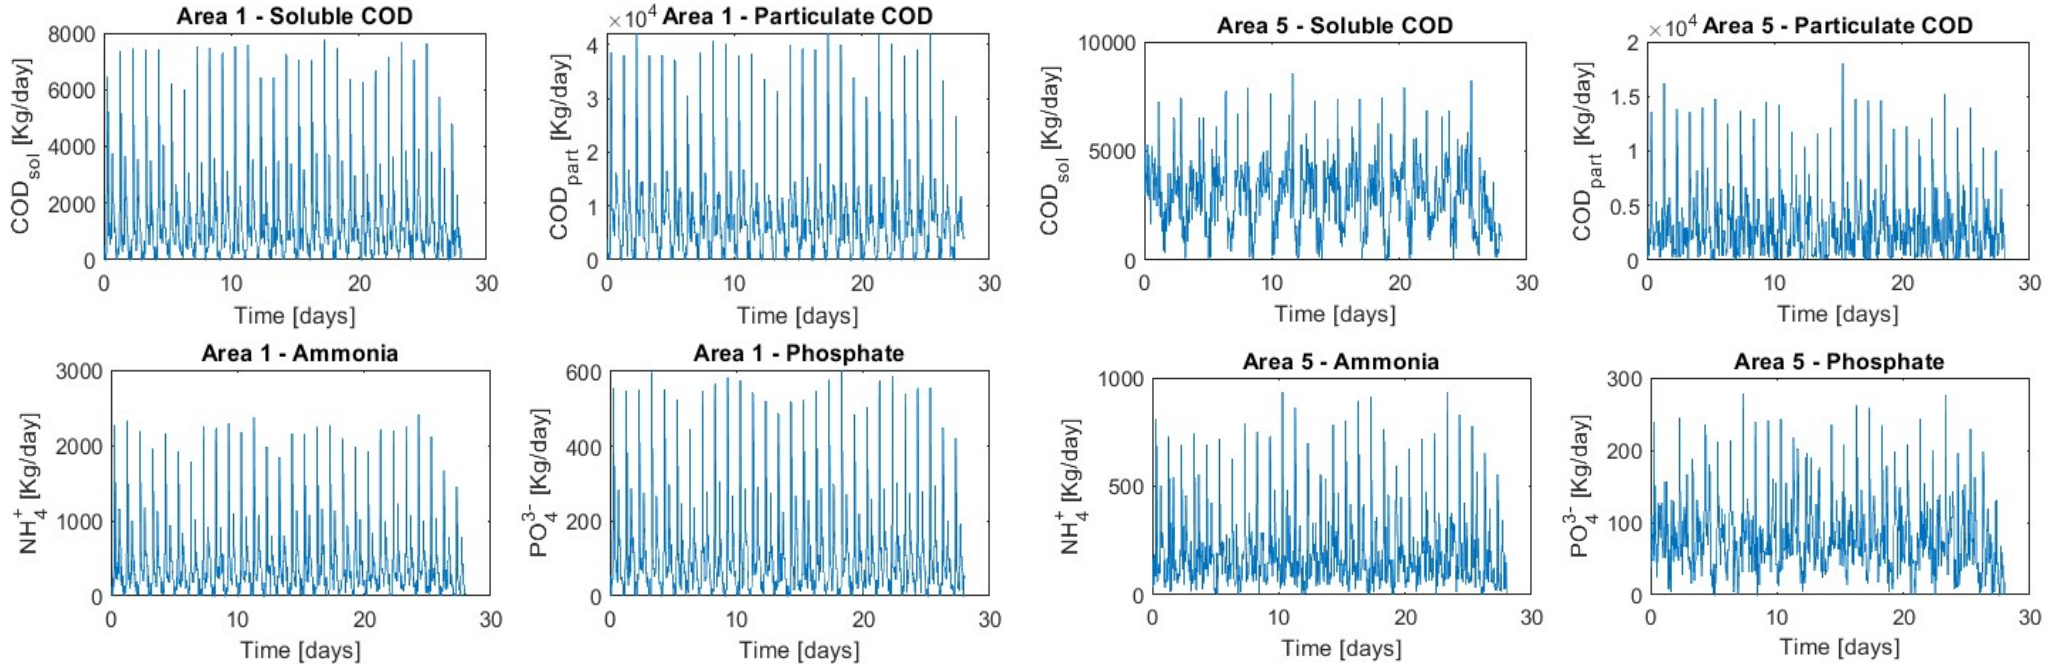 Area 1 - Soluble COD
COD_sol [Kg/day]
8000
6000
4000
2000
0
0 10 20 30
Time [days]
×10^4 Area 1 - Particulate COD
COD_part [Kg/day]
4
3
2
1
0
0 10 20 30
Time [days]
Area 5 - Soluble COD
COD_sol [Kg/day]
10000
5000
0
0 10 20 30
Time [days]
×10^4 Area 5 - Particulate COD
COD_part [Kg/day]
2
1.5
1
0.5
0
0 10 20 30
Time [days]
Area 1 - Ammonia
NH_4^+ [Kg/day]
3000
2000
1000
0
0 10 20 30
Time [days]
Area 1 - Phosphate
PO_4^3- [Kg/day]
600
400
200
0
0 10 20 30
Time [days]
Area 5 - Ammonia
NH_4^+ [Kg/day]
1000
500
0
0 10 20 30
Time [days]
Area 5 - Phosphate
PO_4^3- [Kg/day]
300
200
100
0
0 10 20 30
Time [days]